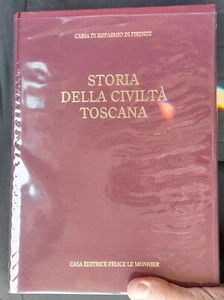 CASSA DI RISPARMIO DI FIRENZE
STORIA
DELLA CIVILTÀ
TOSCANA
CASA EDITRICE FELICE LE MONNIER